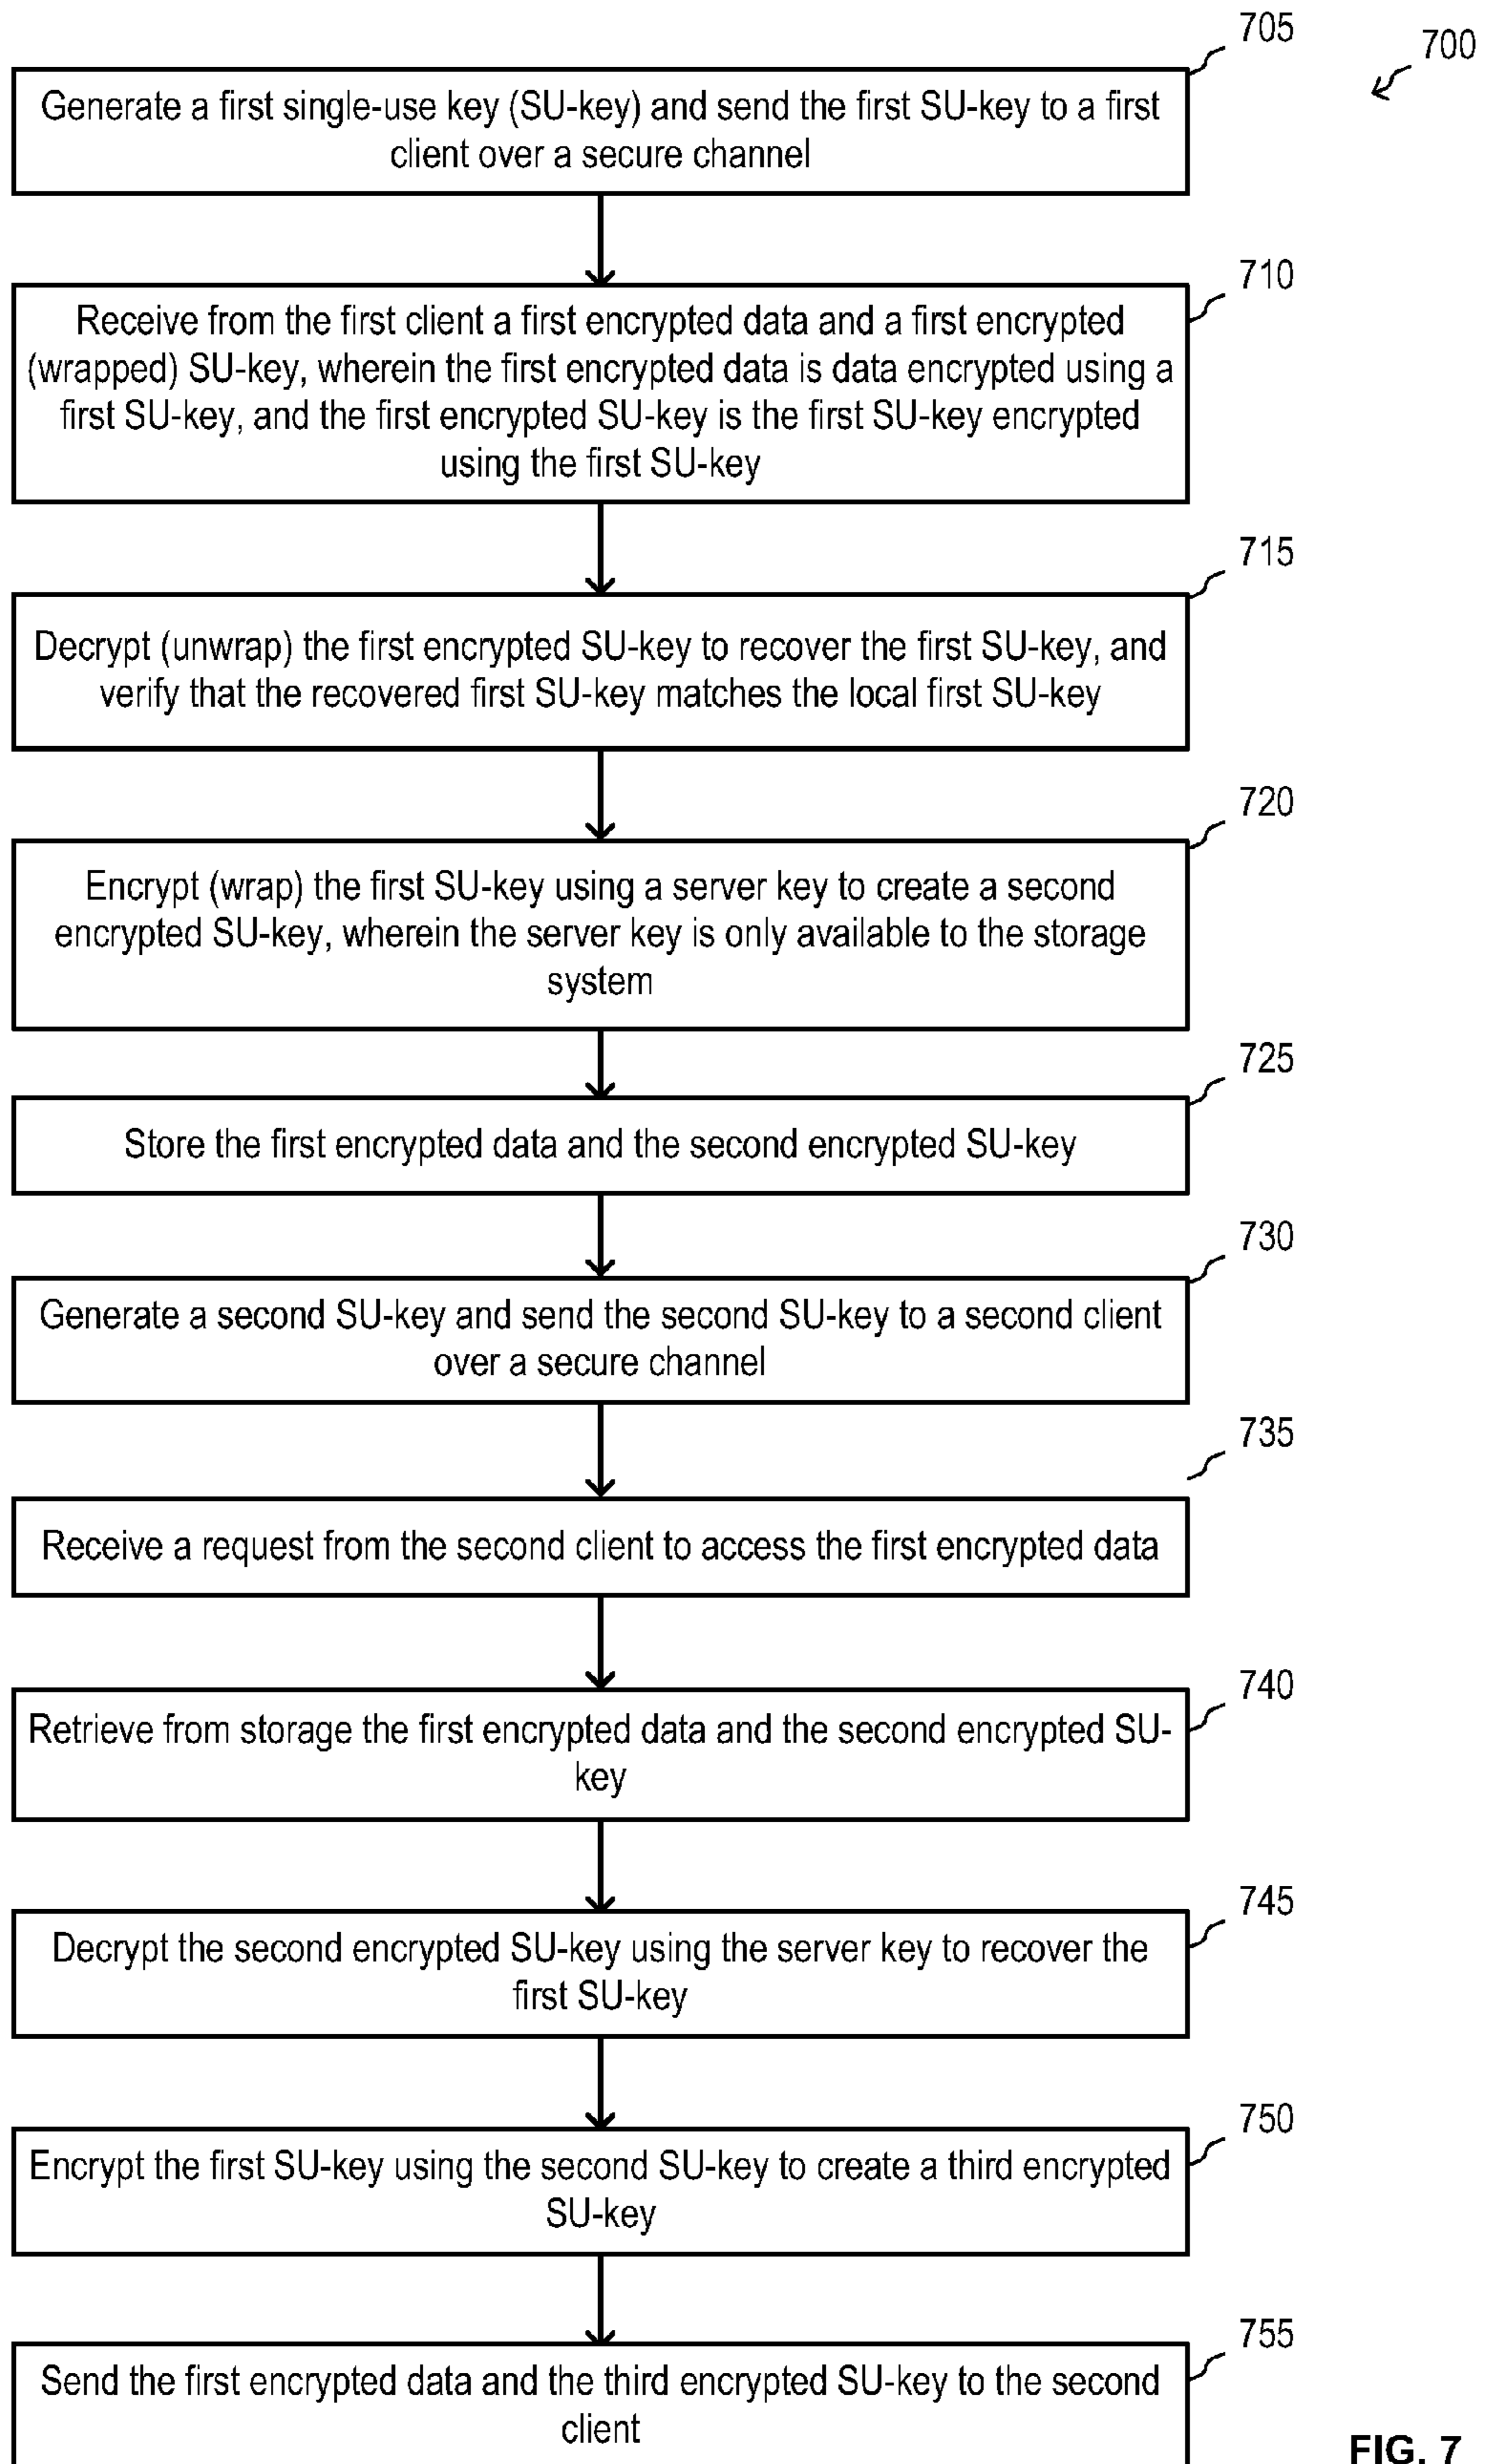 705
700
Generate a first single-use key (SU-key) and send the first SU-key to a first
client over a secure channel
710
Receive from the first client a first encrypted data and a first encrypted
(wrapped) SU-key, wherein the first encrypted data is data encrypted using a
first SU-key, and the first encrypted SU-key is the first SU-key encrypted
using the first SU-key
715
Decrypt (unwrap) the first encrypted SU-key to recover the first SU-key, and
verify that the recovered first SU-key matches the local first SU-key
720
Encrypt (wrap) the first SU-key using a server key to create a second
encrypted SU-key, wherein the server key is only available to the storage
system
725
Store the first encrypted data and the second encrypted SU-key
730
Generate a second SU-key and send the second SU-key to a second client
over a secure channel
735
Receive a request from the second client to access the first encrypted data
740
Retrieve from storage the first encrypted data and the second encrypted SU-
key
745
Decrypt the second encrypted SU-key using the server key to recover the
first SU-key
750
Encrypt the first SU-key using the second SU-key to create a third encrypted
SU-key
755
Send the first encrypted data and the third encrypted SU-key to the second
client
FIG. 7